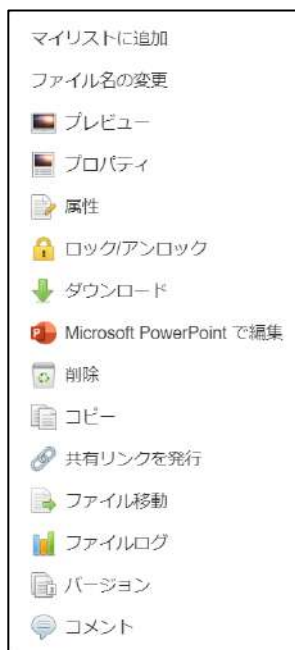 マイリストに追加
ファイル名の変更
プレビュー
プロパティ
属性
ロック/アンロック
ダウンロード
Microsoft PowerPoint で編集
削除
コピー
共有リンクを発行
ファイル移動
ファイルログ
バージョン
コメント